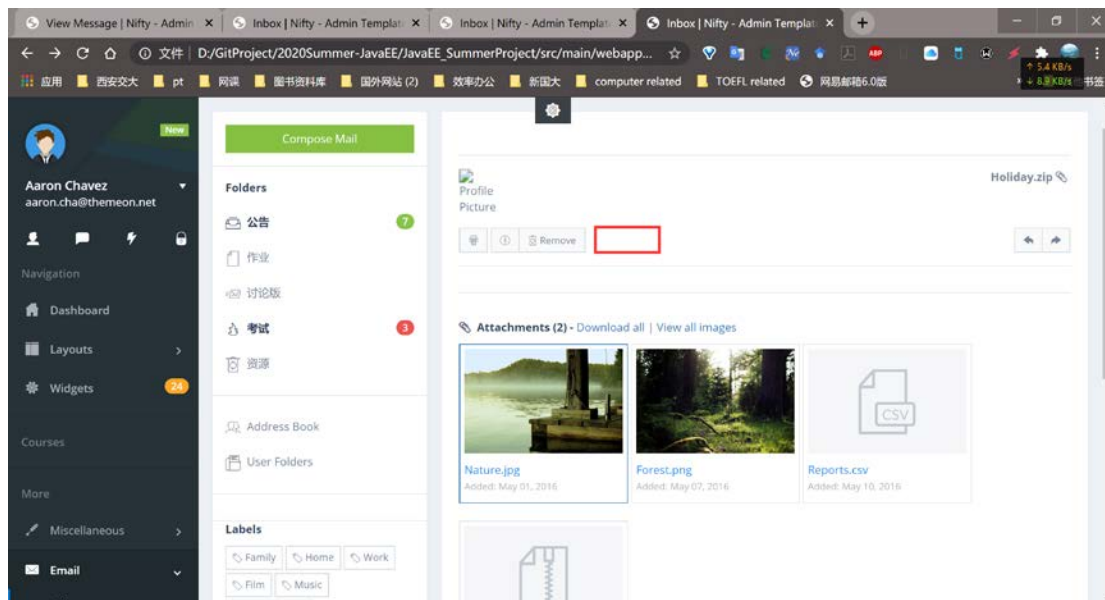 View Message | Nifty - Admin
Inbox | Nifty - Admin Templat
Inbox | Nifty - Admin Templat
Inbox | Nifty - Admin Templat
文件 | D:/GitProject/2020Summer-JavaEE/JavaEE_SummerProject/src/main/webapp...
ABP
↑ 5.4 KB/s
↓ 8.9 KB/s
应用 西安交大 pt 网课 图书资料库 国外网站 (2) 效率办公 新国大 computer related TOEFL related 网易邮箱6.0版
书签
New
Aaron Chavez
aaron.cha@themeon.net
Navigation
Dashboard
Layouts
Widgets 24
Courses
More
Miscellaneous
Email
Compose Mail
Folders
公告 7
作业
讨论版
考试 3
资源
Address Book
User Folders
Labels
Family Home Work
Film Music
Profile
Picture
Holiday.zip
Remove
Attachments (2) - Download all | View all images
CSV
Nature.jpg
Added: May 01, 2016
Forest.png
Added: May 07, 2016
Reports.csv
Added: May 10, 2016